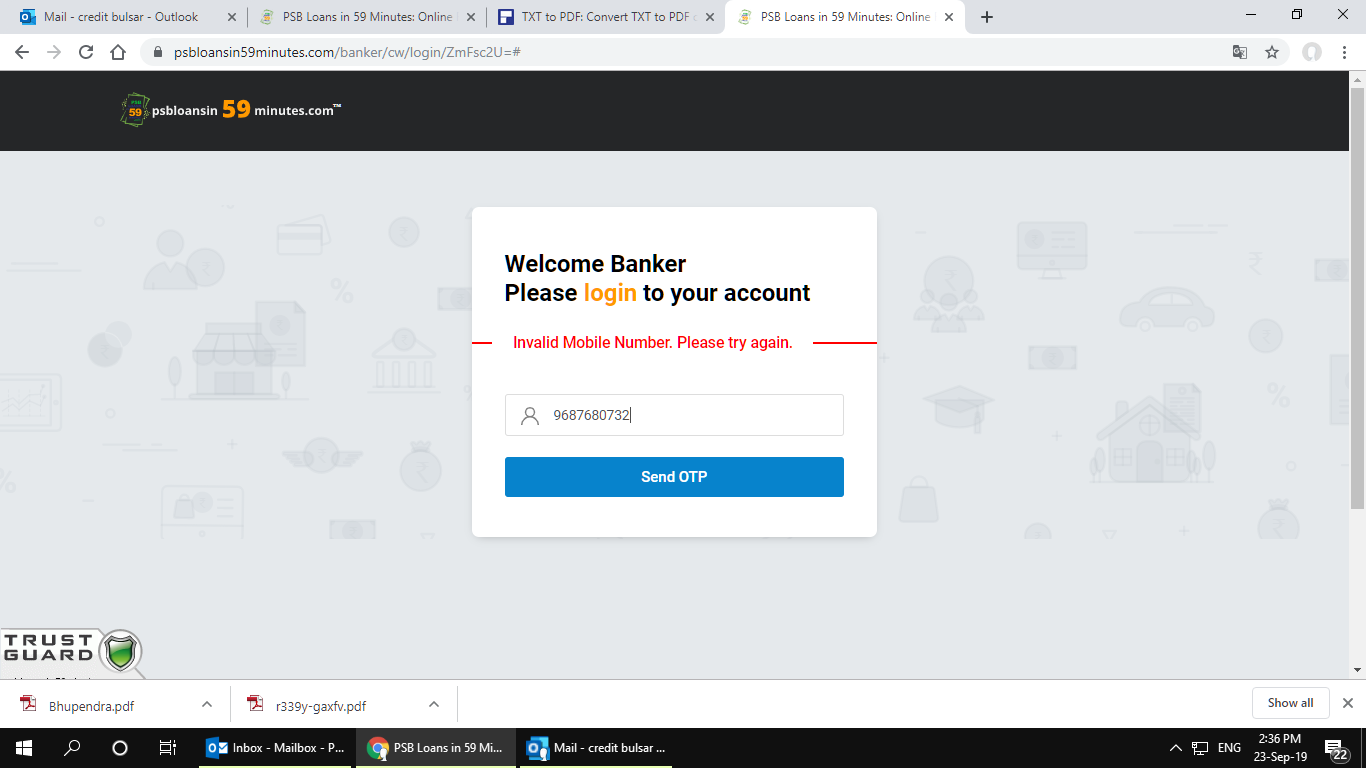 Mail - credit bulsar - Outlook
PSB Loans in 59 Minutes: Online
TXT to PDF: Convert TXT to PDF
PSB Loans in 59 Minutes: Online
psbloansin59minutes.com/banker/cw/login/ZmFsc2U=#
PSB
59
psbloansin 59 minutes.com™
Welcome Banker
Please login to your account
Invalid Mobile Number. Please try again.
9687680732
Send OTP
TRUST
GUARD
Bhupendra.pdf
r339y-gaxfv.pdf
Show all
Inbox - Mailbox - P...
PSB Loans in 59 Mi...
Mail - credit bulsar ...
ENG
2:36 PM
23-Sep-19
22